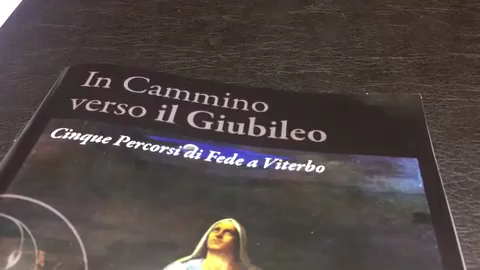 In Cammino
verso il Giubileo
Cinque Percorsi di Fede a Viterbo